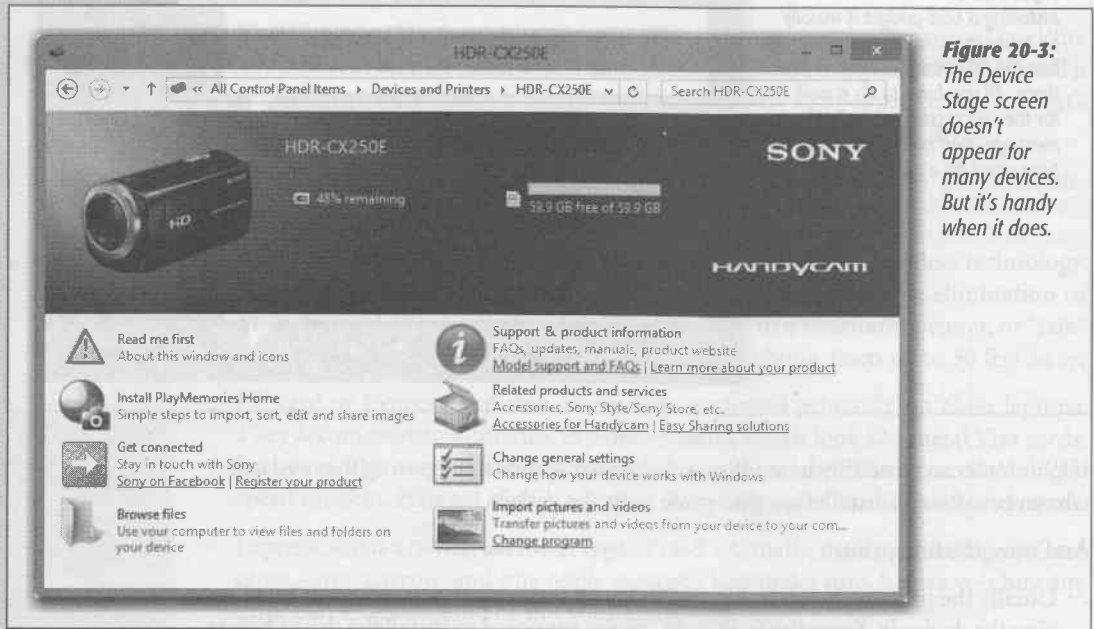 HDR-CX250E
« All Control Panel Items ▸ Devices and Printers ▸ HDR-CX250E
Search HDR-CX250E
HDR-CX250E
SONY
48% remaining
59.9 GB free of 59.9 GB
HANDYCAM
HD
Read me first
About this window and icons
Install PlayMemories Home
Simple steps to import, sort, edit and share images
Get connected
Stay in touch with Sony
Sony on Facebook | Register your product
Browse files
Use your computer to view files and folders on
your device
Support & product information
FAQs, updates, manuals, product website
Model support and FAQs | Learn more about your product
Related products and services
Accessories, Sony Style/Sony Store, etc.
Accessories for Handycam | Easy Sharing solutions
Change general settings
Change how your device works with Windows
Import pictures and videos
Transfer pictures and videos from your device to your com...
Change program
Figure 20-3:
The Device
Stage screen
doesn't
appear for
many devices.
But it's handy
when it does.